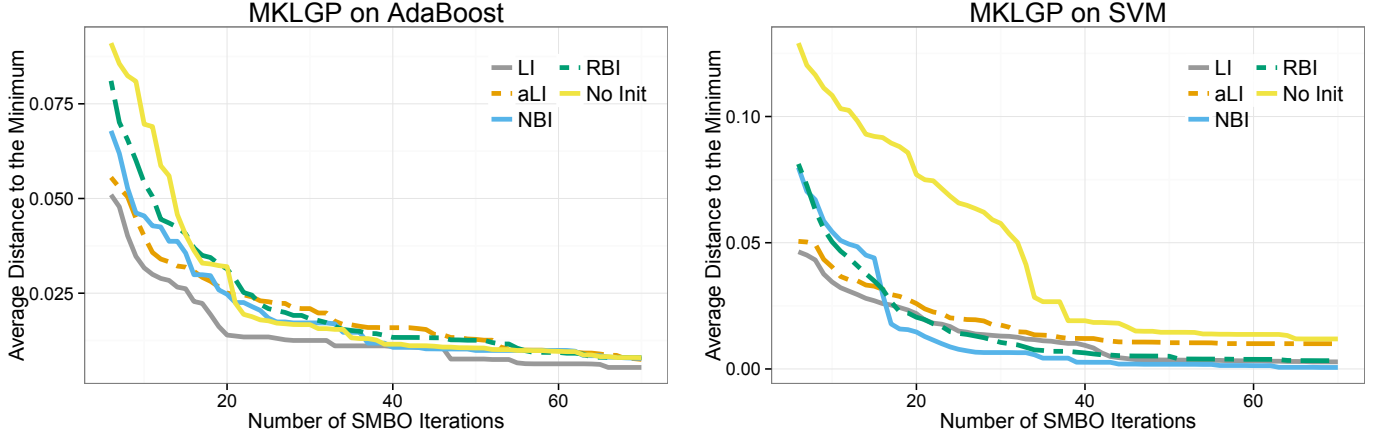 MKLGP on AdaBoost
Average Distance to the Minimum
0.075
0.050
0.025
LI
RBI
aLI
No Init
NBI
20
40
60
Number of SMBO Iterations
MKLGP on SVM
Average Distance to the Minimum
0.10
0.05
0.00
LI
RBI
aLI
No Init
NBI
20
40
60
Number of SMBO Iterations